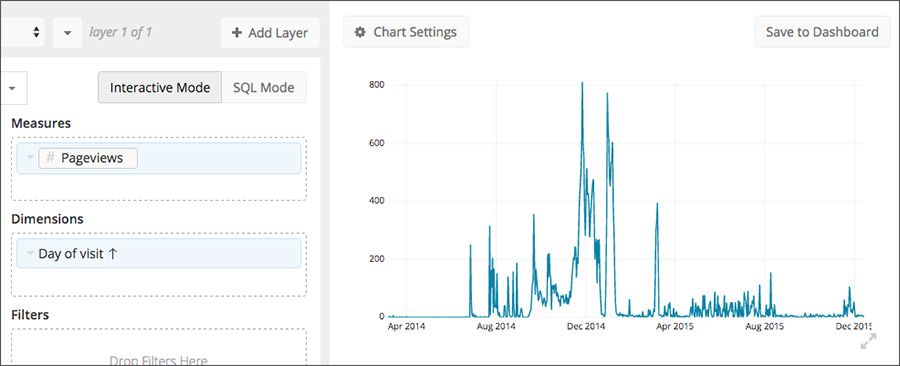 layer 1 of 1
+ Add Layer
Chart Settings
Save to Dashboard
Interactive Mode
SQL Mode
Measures
# Pageviews
Dimensions
Day of visit ↑
Filters
Drop Filters Here
800
600
400
200
0
Apr 2014
Aug 2014
Dec 2014
Apr 2015
Aug 2015
Dec 2015